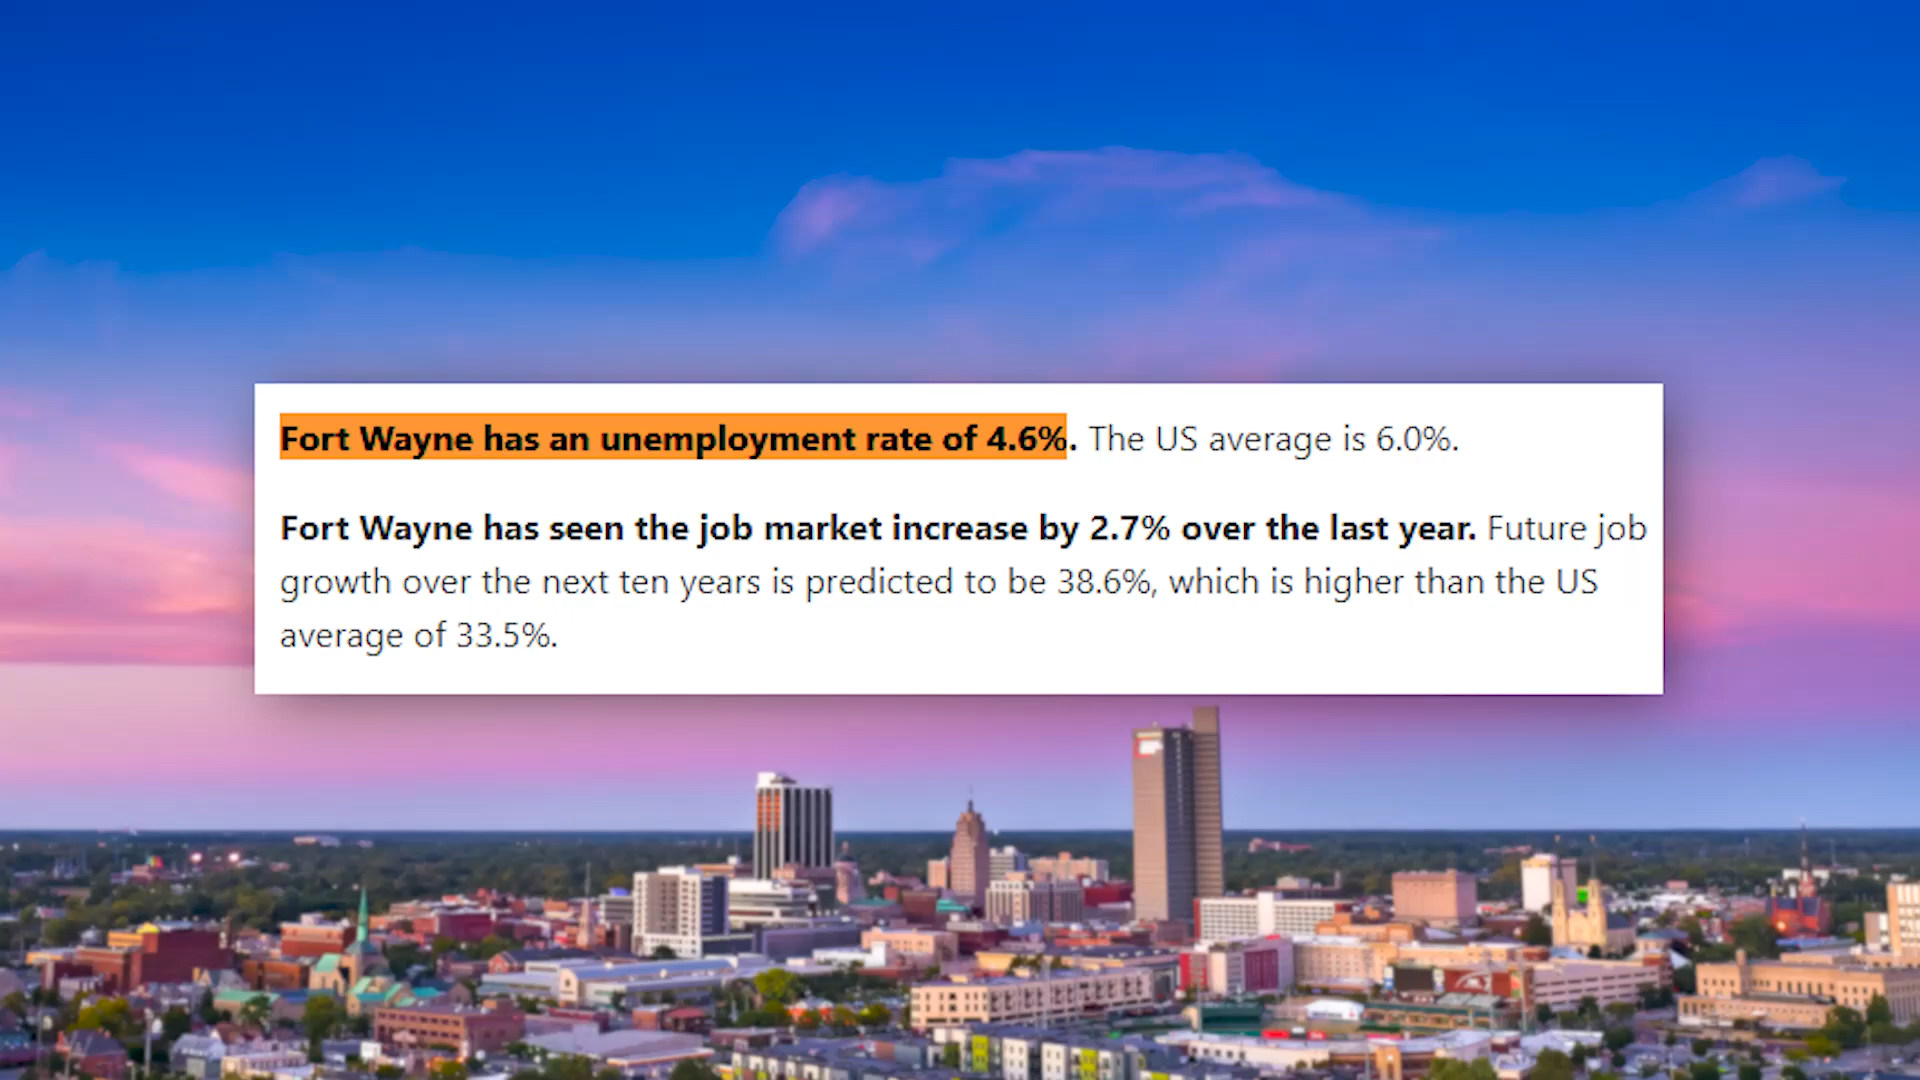 Fort Wayne has an unemployment rate of 4.6%. The US average is 6.0%.
Fort Wayne has seen the job market increase by 2.7% over the last year. Future job
growth over the next ten years is predicted to be 38.6%, which is higher than the US
average of 33.5%.